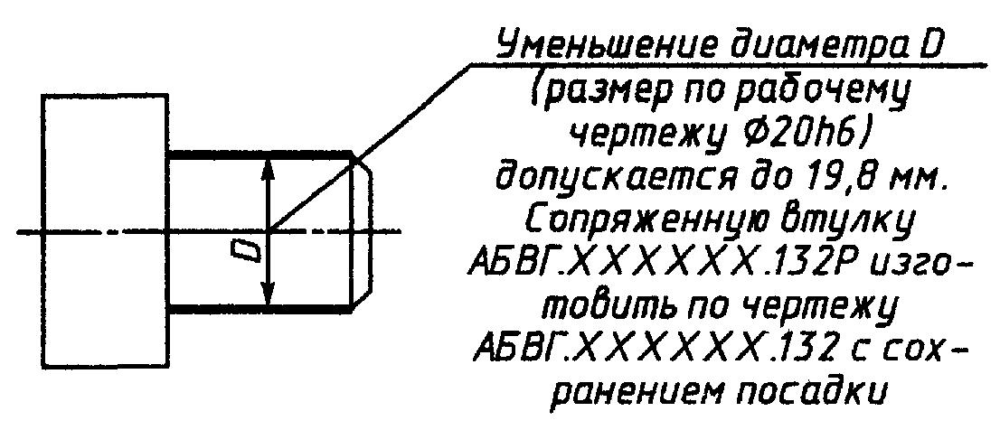 Уменьшение диаметра D
(размер по рабочему
чертежу Ф20h6)
допускается до 19,8 мм.
Сопряженную втулку
АБВГ.XXXXXX.132Р изго-
товить по чертежу
АБВГ.XXXXXX.132 с сох-
ранением посадки
D